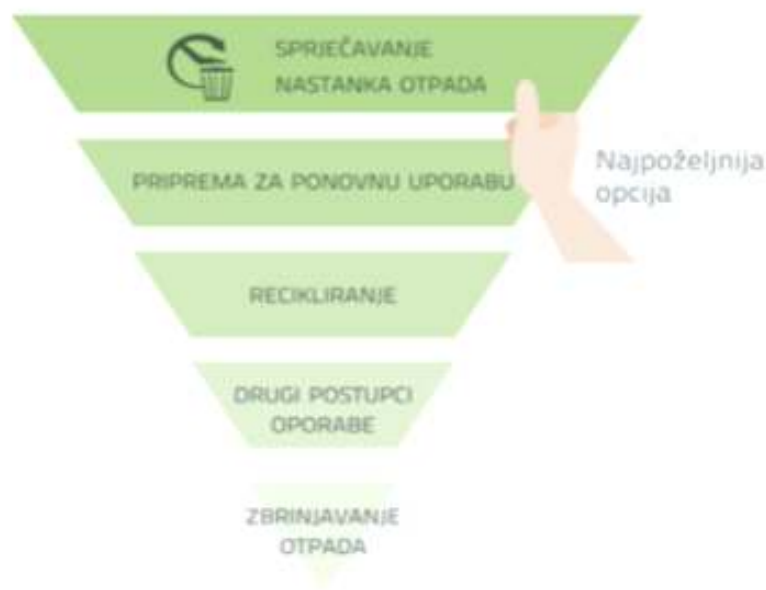 SPRJEČAVANJE
NASTANKA OTPADA
PRIPREMA ZA PONOVNU UPORABU
Najpoželjnija
opcija
RECIKLIRANJE
DRUGI POSTUPCI
OPORABE
ZBRINJAVANJE
OTPADA